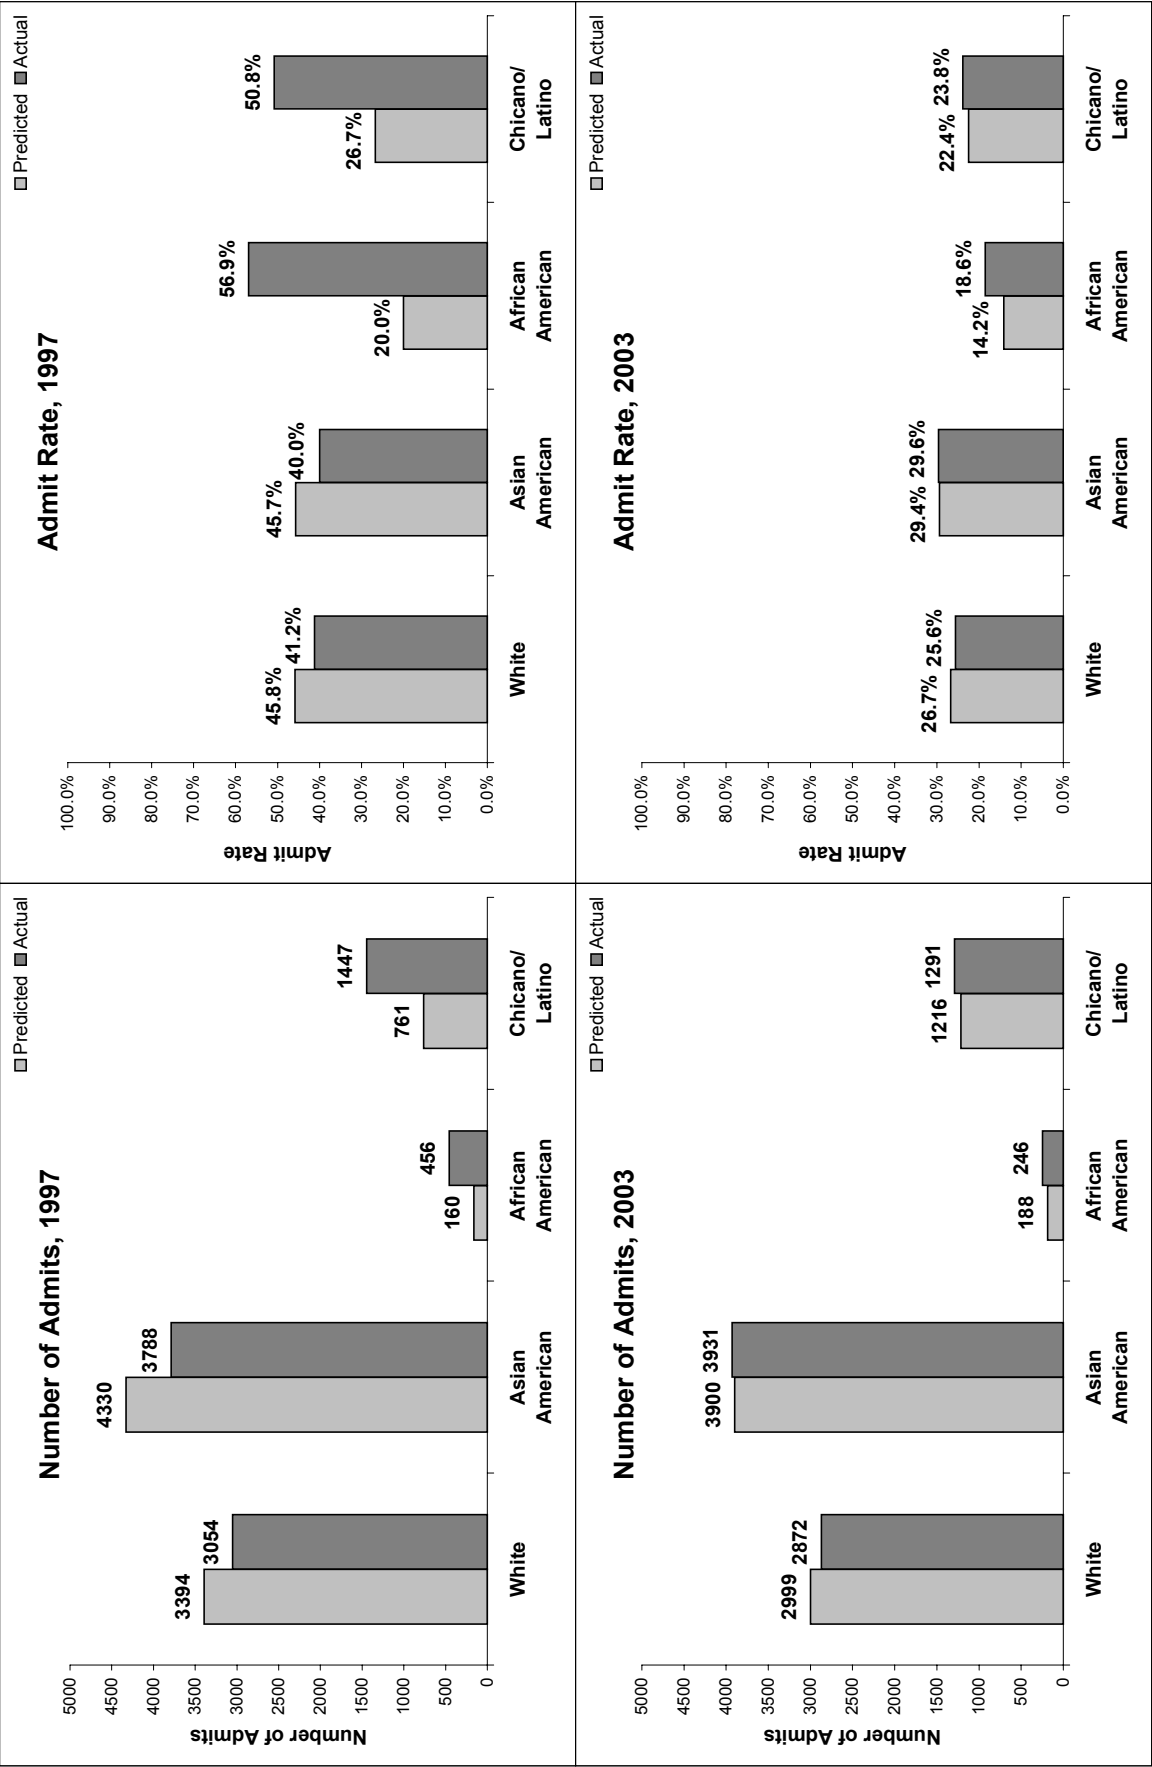 Number of Admits, 1997
Predicted Actual
Number of Admits
5000
4500
4000
3500
3000
2500
2000
1500
1000
500
0
3394
3054
4330
3788
160
456
761
1447
White
Asian
American
African
American
Chicano/
Latino
Admit Rate, 1997
Predicted Actual
Admit Rate
100.0%
90.0%
80.0%
70.0%
60.0%
50.0%
40.0%
30.0%
20.0%
10.0%
0.0%
45.8%
41.2%
45.7%
40.0%
20.0%
56.9%
26.7%
50.8%
White
Asian
American
African
American
Chicano/
Latino
Number of Admits, 2003
Predicted Actual
Number of Admits
5000
4500
4000
3500
3000
2500
2000
1500
1000
500
0
2999
2872
3900
3931
188
246
1216
1291
White
Asian
American
African
American
Chicano/
Latino
Admit Rate, 2003
Predicted Actual
Admit Rate
100.0%
90.0%
80.0%
70.0%
60.0%
50.0%
40.0%
30.0%
20.0%
10.0%
0.0%
26.7%
25.6%
29.4%
29.6%
14.2%
18.6%
22.4%
23.8%
White
Asian
American
African
American
Chicano/
Latino